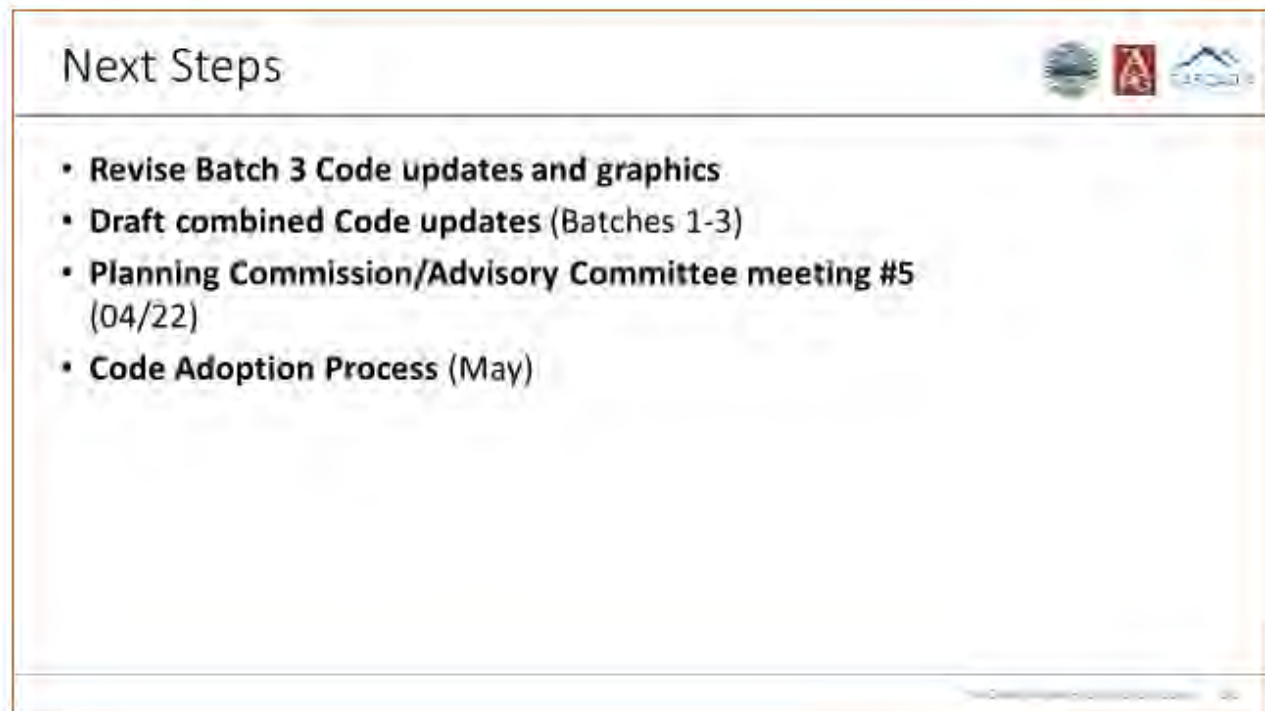 Next Steps
• Revise Batch 3 Code updates and graphics
• Draft combined Code updates (Batches 1-3)
• Planning Commission/Advisory Committee meeting #5
(04/22)
• Code Adoption Process (May)